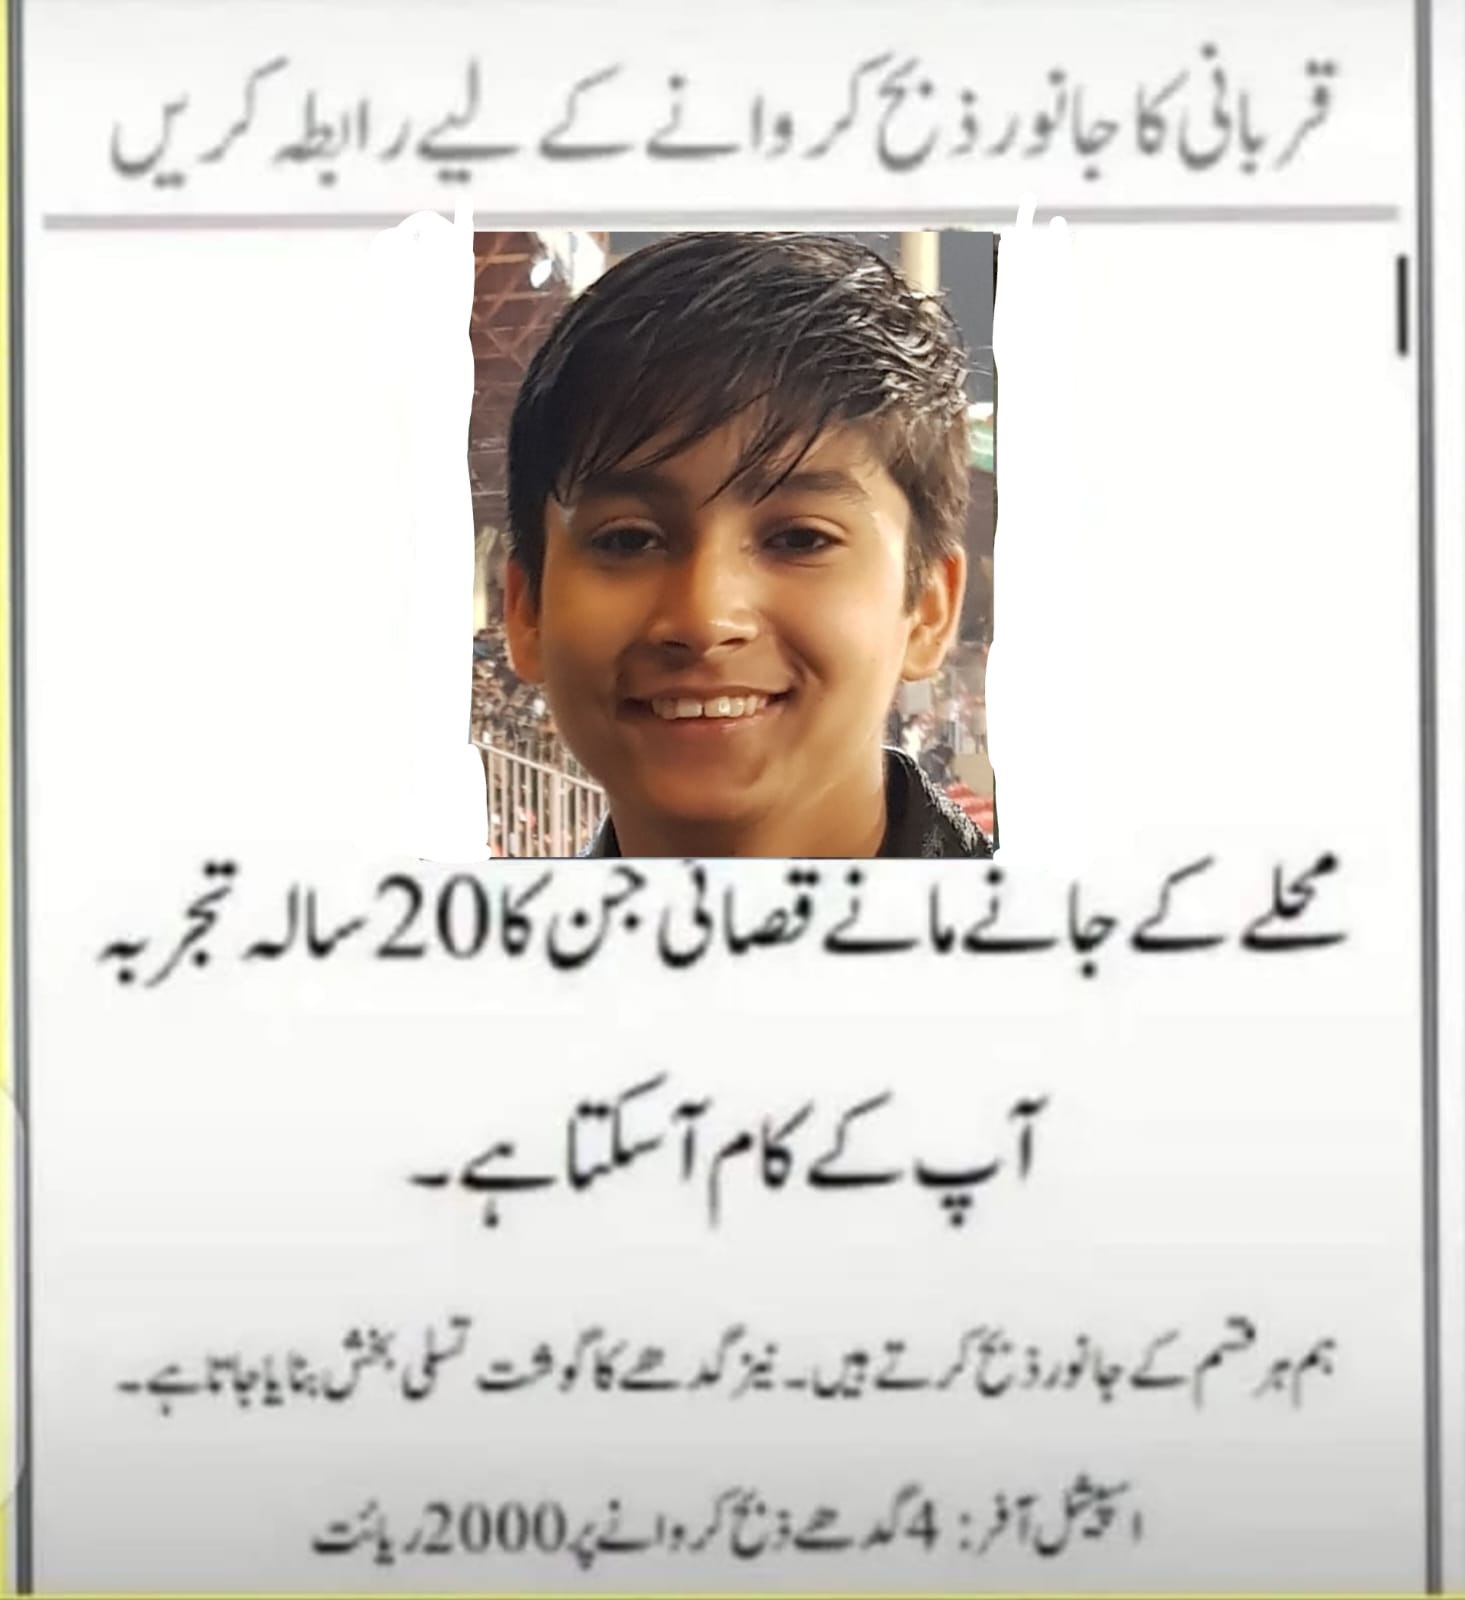 قربانی کا جانور ذبح کروانے کے لیے رابطہ کریں
محلے کے جانے مانے قصائی جن کا 20 سالہ تجربہ
آپ کے کام آسکتا ہے۔
ہم ہر قسم کے جانور ذبح کرتے ہیں۔ نیز گدھے کا گوشت تسلی بخش بنایا جاتا ہے۔
اسپیشل آفر: 4 گدھے ذبح کروانے پر 2000 ریائت